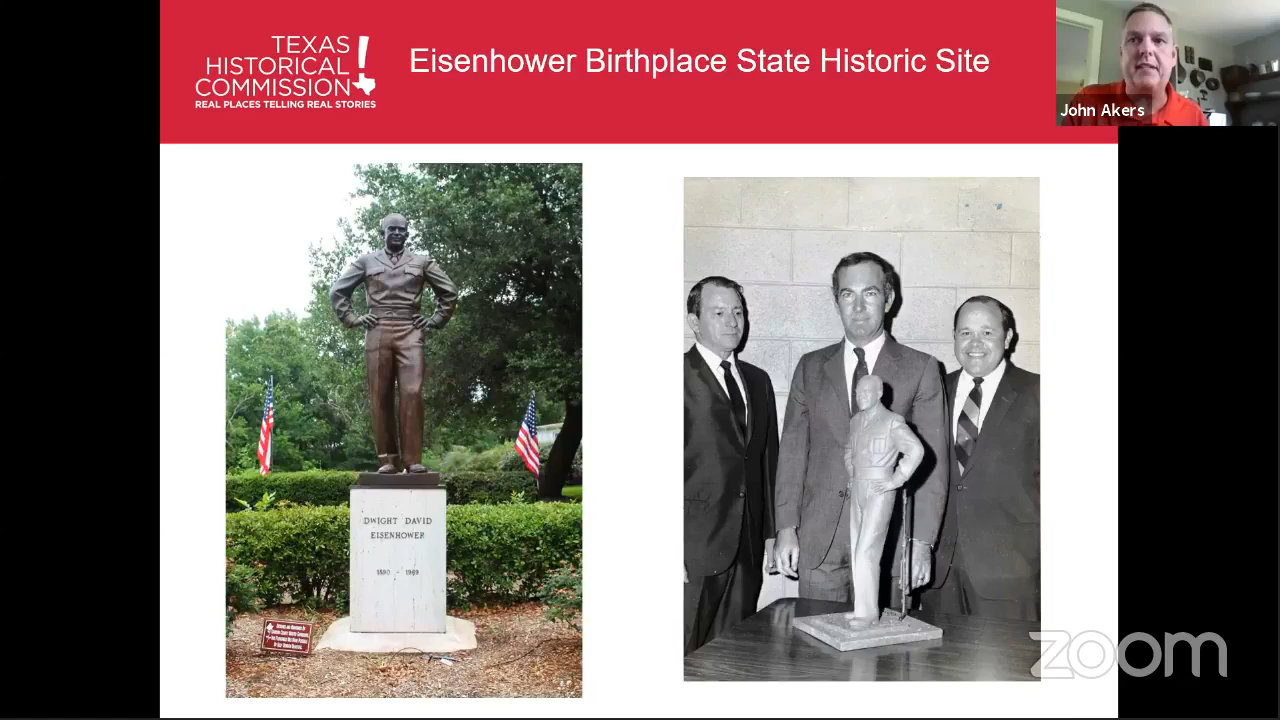 TEXAS
HISTORICAL
COMMISSION
REAL PLACES TELLING REAL STORIES
Eisenhower Birthplace State Historic Site
John Akers
DWIGHT DAVID
EISENHOWER
1890 - 1969
zoom